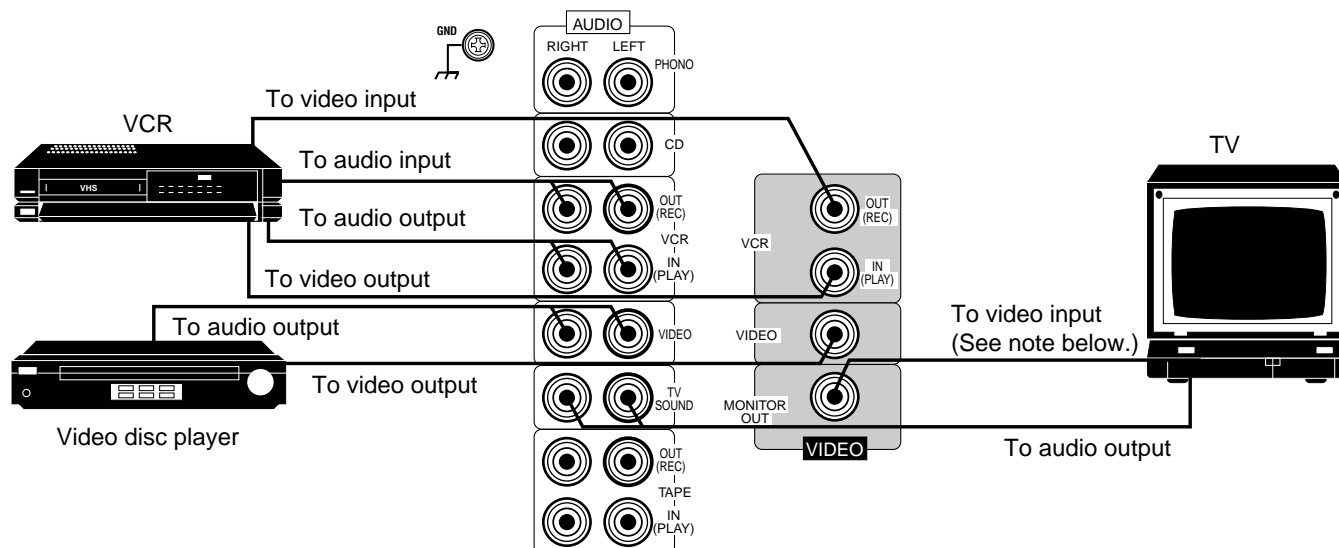 GND
AUDIO
RIGHT LEFT
PHONO
To video input
VCR
CD
TV
To audio input
VHS
OUT
(REC)
OUT
(REC)
To audio output
VCR
VCR
IN
(PLAY)
IN
(PLAY)
To video output
To audio output
VIDEO
VIDEO
To video input
(See note below.)
To video output
TV
SOUND
MONITOR
OUT
Video disc player
VIDEO
To audio output
OUT
(REC)
TAPE
IN
(PLAY)